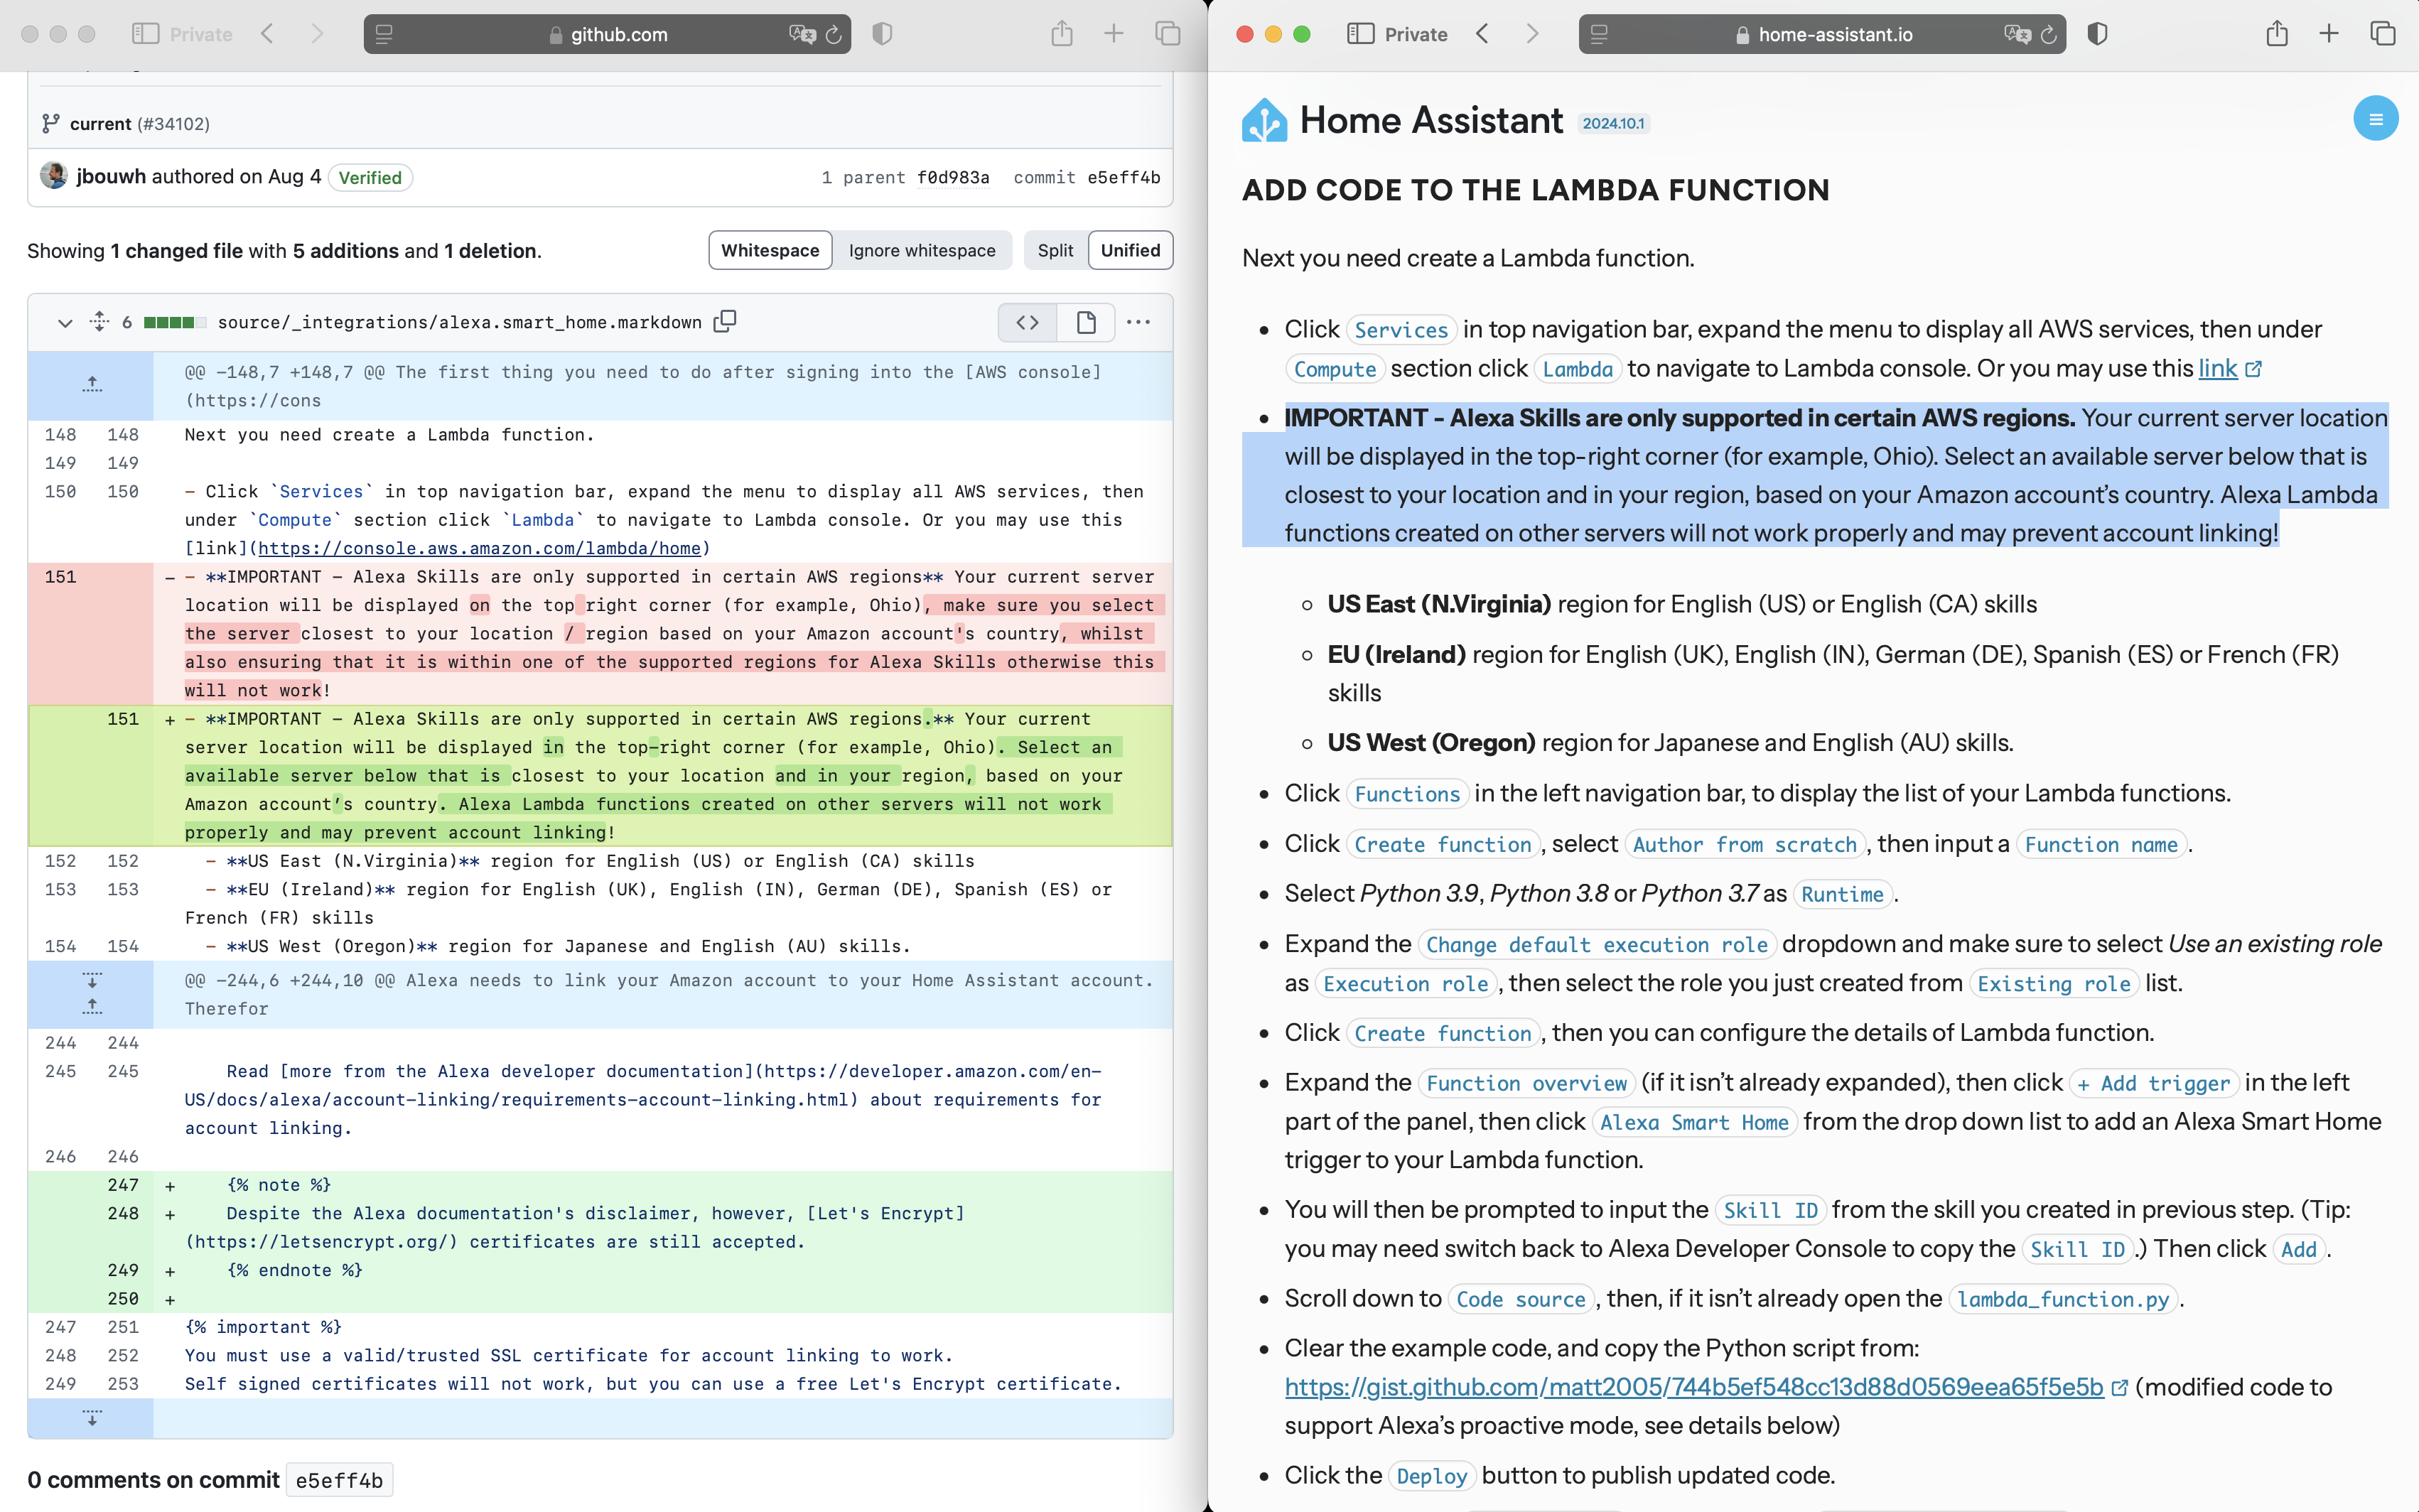 Private
github.com
current (#34102)
jbouwh authored on Aug 4 Verified
1 parent f0d983a commit e5eff4b
Showing 1 changed file with 5 additions and 1 deletion.
Whitespace Ignore whitespace Split Unified
6 source/_integrations/alexa.smart_home.markdown
@@ -148,7 +148,7 @@ The first thing you need to do after signing into the [AWS console]
(https://cons
148 148 Next you need create a Lambda function.
149 149
150 150 - Click `Services` in top navigation bar, expand the menu to display all AWS services, then
under `Compute` section click `Lambda` to navigate to Lambda console. Or you may use this
[link](https://console.aws.amazon.com/lambda/home)
151 - - **IMPORTANT - Alexa Skills are only supported in certain AWS regions** Your current server
location will be displayed on the top right corner (for example, Ohio), make sure you select
the server closest to your location / region based on your Amazon account's country, whilst
also ensuring that it is within one of the supported regions for Alexa Skills otherwise this
will not work!
151 + - **IMPORTANT - Alexa Skills are only supported in certain AWS regions.** Your current
server location will be displayed in the top-right corner (for example, Ohio). Select an
available server below that is closest to your location and in your region, based on your
Amazon account’s country. Alexa Lambda functions created on other servers will not work
properly and may prevent account linking!
152 152 - **US East (N.Virginia)** region for English (US) or English (CA) skills
153 153 - **EU (Ireland)** region for English (UK), English (IN), German (DE), Spanish (ES) or
French (FR) skills
154 154 - **US West (Oregon)** region for Japanese and English (AU) skills.
@@ -244,6 +244,10 @@ Alexa needs to link your Amazon account to your Home Assistant account.
Therefor
244 244
245 245 Read [more from the Alexa developer documentation](https://developer.amazon.com/en-
US/docs/alexa/account-linking/requirements-account-linking.html) about requirements for
account linking.
246 246
247 + {% note %}
248 + Despite the Alexa documentation's disclaimer, however, [Let's Encrypt]
(https://letsencrypt.org/) certificates are still accepted.
249 + {% endnote %}
250 +
247 251 {% important %}
248 252 You must use a valid/trusted SSL certificate for account linking to work.
249 253 Self signed certificates will not work, but you can use a free Let's Encrypt certificate.
0 comments on commit e5eff4b
Private
home-assistant.io
Home Assistant 2024.10.1
ADD CODE TO THE LAMBDA FUNCTION
Next you need create a Lambda function.
• Click Services in top navigation bar, expand the menu to display all AWS services, then under
Compute section click Lambda to navigate to Lambda console. Or you may use this link
• IMPORTANT - Alexa Skills are only supported in certain AWS regions. Your current server location
will be displayed in the top-right corner (for example, Ohio). Select an available server below that is
closest to your location and in your region, based on your Amazon account’s country. Alexa Lambda
functions created on other servers will not work properly and may prevent account linking!
◦ US East (N.Virginia) region for English (US) or English (CA) skills
◦ EU (Ireland) region for English (UK), English (IN), German (DE), Spanish (ES) or French (FR)
skills
◦ US West (Oregon) region for Japanese and English (AU) skills.
• Click Functions in the left navigation bar, to display the list of your Lambda functions.
• Click Create function, select Author from scratch, then input a Function name.
• Select Python 3.9, Python 3.8 or Python 3.7 as Runtime.
• Expand the Change default execution role dropdown and make sure to select Use an existing role
as Execution role, then select the role you just created from Existing role list.
• Click Create function, then you can configure the details of Lambda function.
• Expand the Function overview (if it isn’t already expanded), then click + Add trigger in the left
part of the panel, then click Alexa Smart Home from the drop down list to add an Alexa Smart Home
trigger to your Lambda function.
• You will then be prompted to input the Skill ID from the skill you created in previous step. (Tip:
you may need switch back to Alexa Developer Console to copy the Skill ID.) Then click Add.
• Scroll down to Code source, then, if it isn’t already open the lambda_function.py.
• Clear the example code, and copy the Python script from:
https://gist.github.com/matt2005/744b5ef548cc13d88d0569eea65f5e5b (modified code to
support Alexa’s proactive mode, see details below)
• Click the Deploy button to publish updated code.